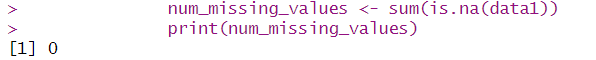 >               num_missing_values <- sum(is.na(data1))
>               print(num_missing_values)
[1] 0